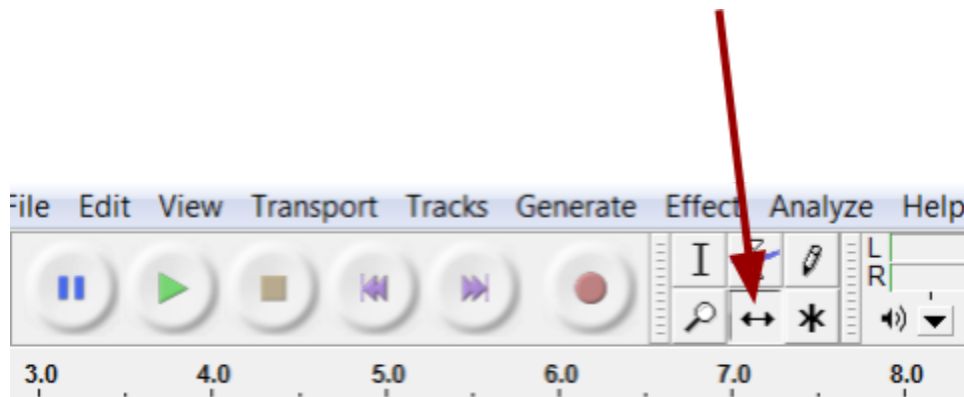 File Edit View Transport Tracks Generate Effect Analyze Help
L
R
3.0 4.0 5.0 6.0 7.0 8.0